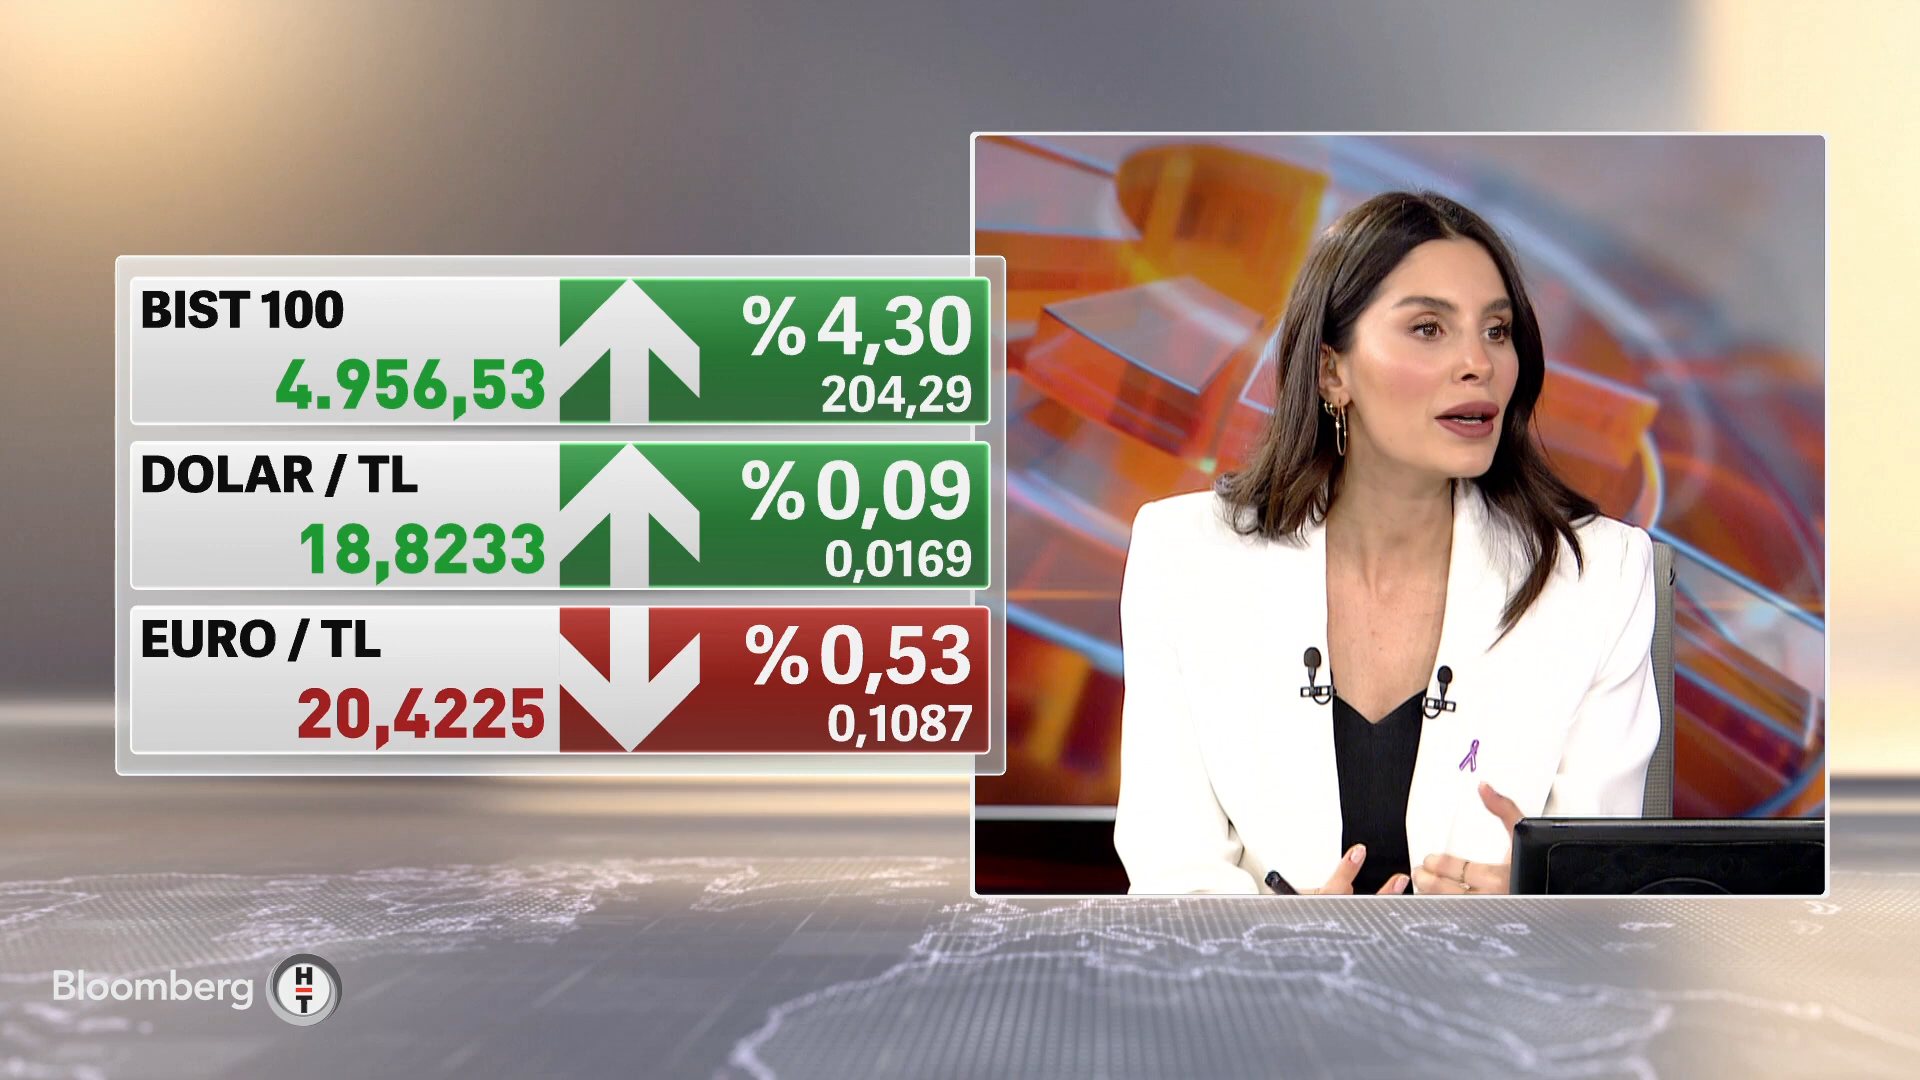 BIST 100
4.956,53
%4,30
204,29
DOLAR / TL
18,8233
%0,09
0,0169
EURO / TL
20,4225
%0,53
0,1087
Bloomberg HT